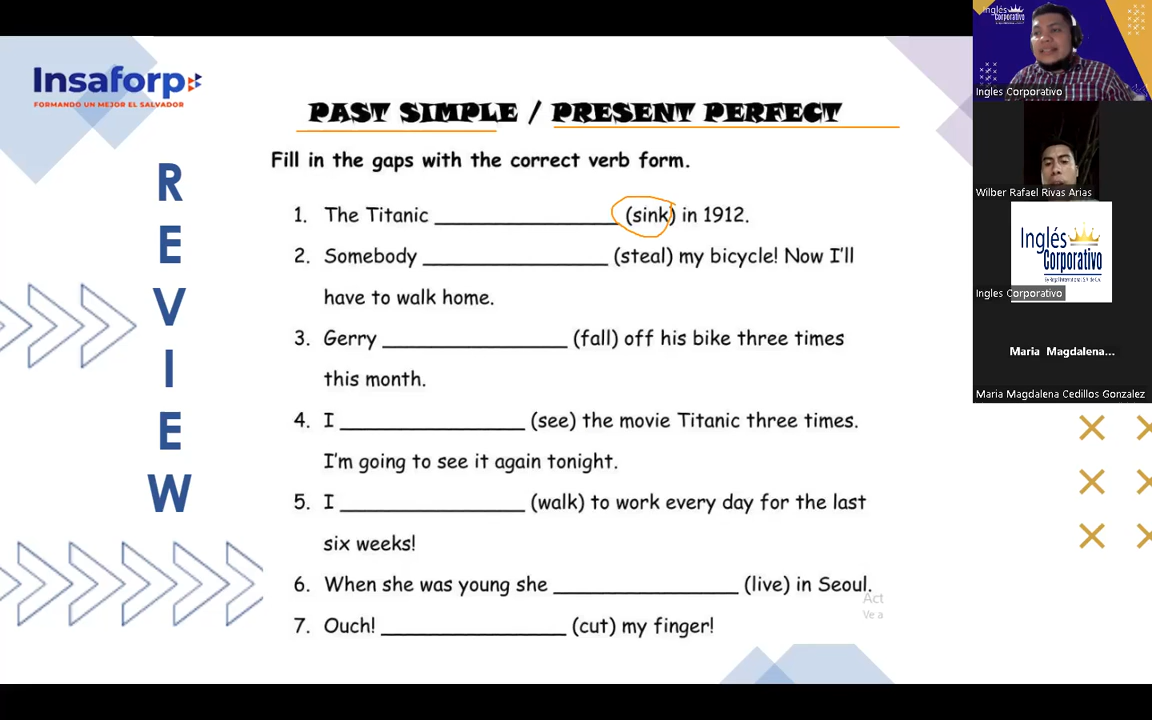 Insaforp
FORMANDO UN MEJOR EL SALVADOR
REVIEW
PAST SIMPLE / PRESENT PERFECT
Fill in the gaps with the correct verb form.
1. The Titanic ________________ (sink) in 1912.
2. Somebody ________________ (steal) my bicycle! Now I'll
have to walk home.
3. Gerry ________________ (fall) off his bike three times
this month.
4. I ________________ (see) the movie Titanic three times.
I'm going to see it again tonight.
5. I ________________ (walk) to work every day for the last
six weeks!
6. When she was young she ________________ (live) in Seoul.
7. Ouch! ________________ (cut) my finger!
Act
Ve a
Inglés
Corporativo
Ingles Corporativo
Wilber Rafael Rivas Arias
Inglés
Corporativo
Ingles Corporativo
Maria Magdalena...
Maria Magdalena Cedillos Gonzalez